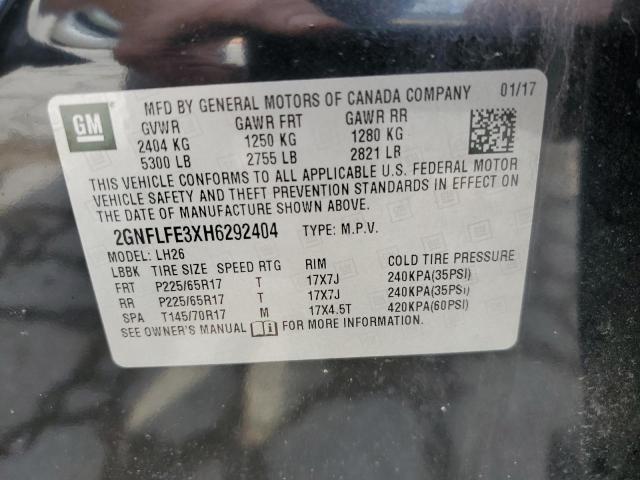 GM
MFD BY GENERAL MOTORS OF CANADA COMPANY 01/17
GVWR GAWR FRT GAWR RR
2404 KG 1250 KG 1280 KG
5300 LB 2755 LB 2821 LB
THIS VEHICLE CONFORMS TO ALL APPLICABLE U.S. FEDERAL MOTOR
VEHICLE SAFETY AND THEFT PREVENTION STANDARDS IN EFFECT ON
THE DATE OF MANUFACTURE SHOWN ABOVE.
2GNFLFE3XH6292404 TYPE: M.P.V.
MODEL: LH26
LBBK TIRE SIZE SPEED RTG RIM COLD TIRE PRESSURE
FRT P225/65R17 T 17X7J 240KPA(35PSI)
RR P225/65R17 T 17X7J 240KPA(35PSI)
SPA T145/70R17 M 17X4.5T 420KPA(60PSI)
SEE OWNER'S MANUAL FOR MORE INFORMATION.